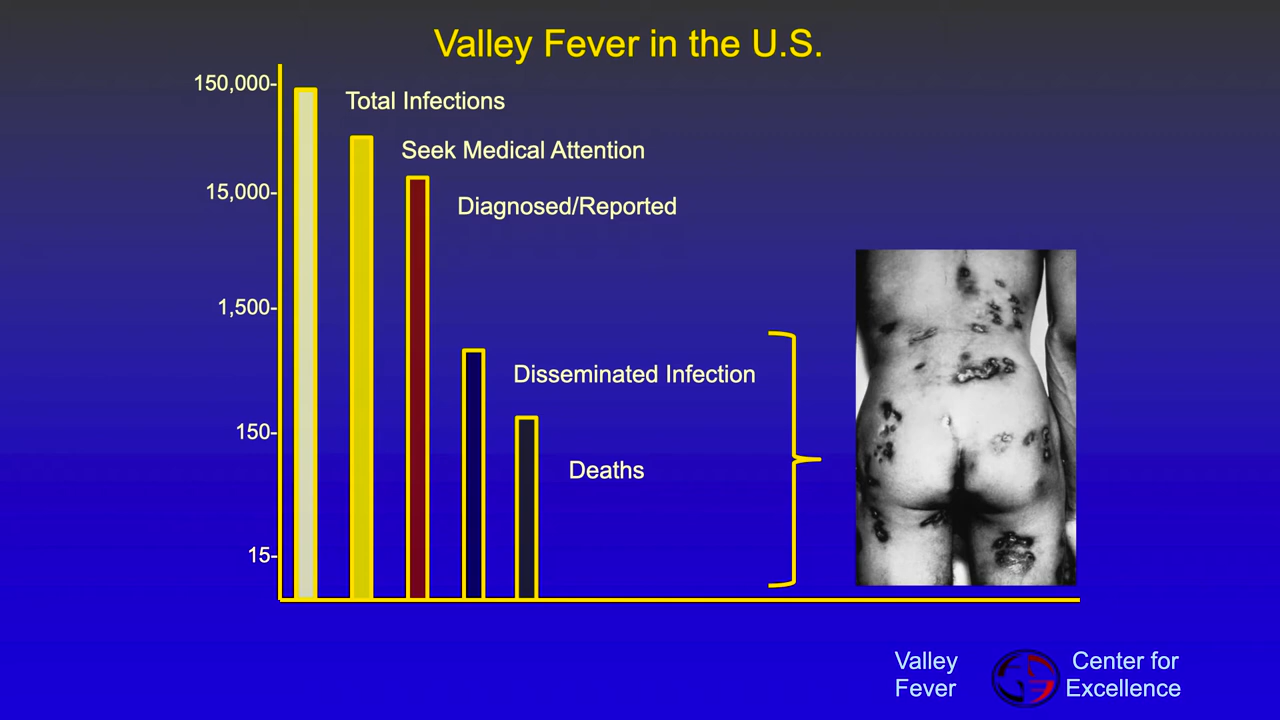 Valley Fever in the U.S.
150,000-
Total Infections
Seek Medical Attention
15,000-
Diagnosed/Reported
1,500-
Disseminated Infection
150-
Deaths
15-
Valley
Fever
Center for
Excellence